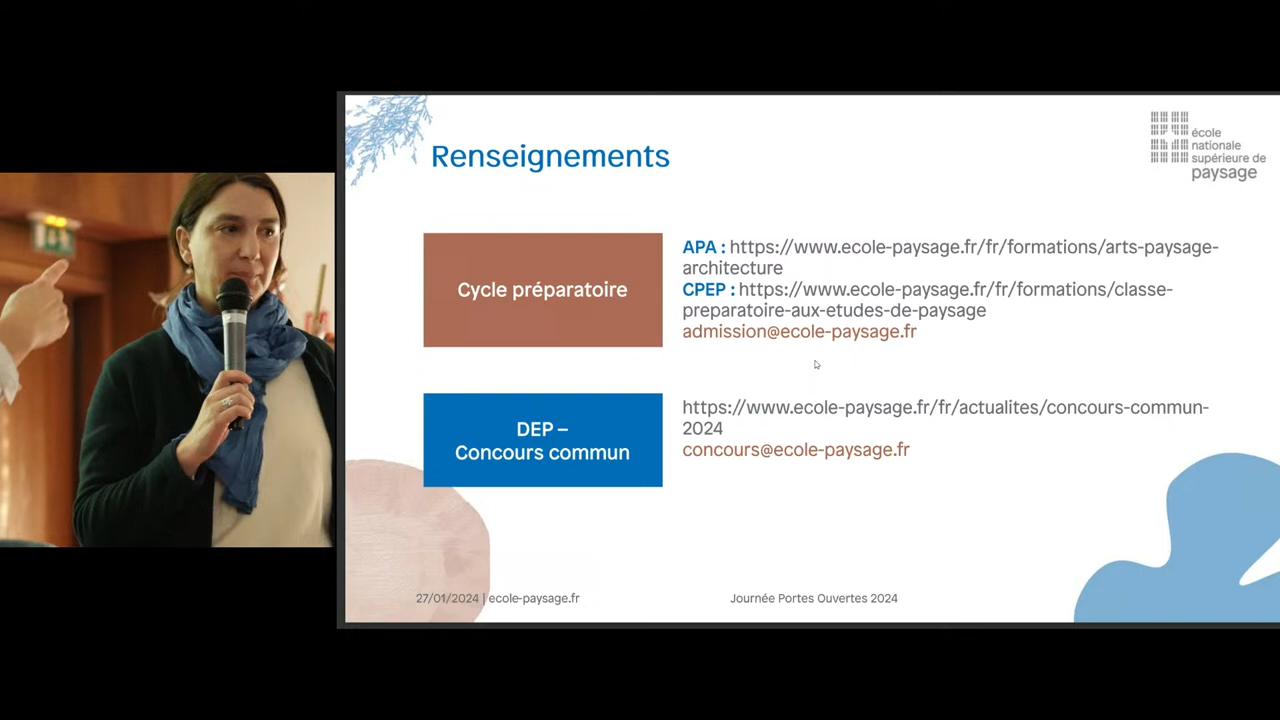 école
nationale
supérieure de
paysage
Renseignements
Cycle préparatoire
APA : https://www.ecole-paysage.fr/fr/formations/arts-paysage-
architecture
CPEP : https://www.ecole-paysage.fr/fr/formations/classe-
preparatoire-aux-etudes-de-paysage
admission@ecole-paysage.fr
DEP –
Concours commun
https://www.ecole-paysage.fr/fr/actualites/concours-commun-
2024
concours@ecole-paysage.fr
27/01/2024 | ecole-paysage.fr
Journée Portes Ouvertes 2024